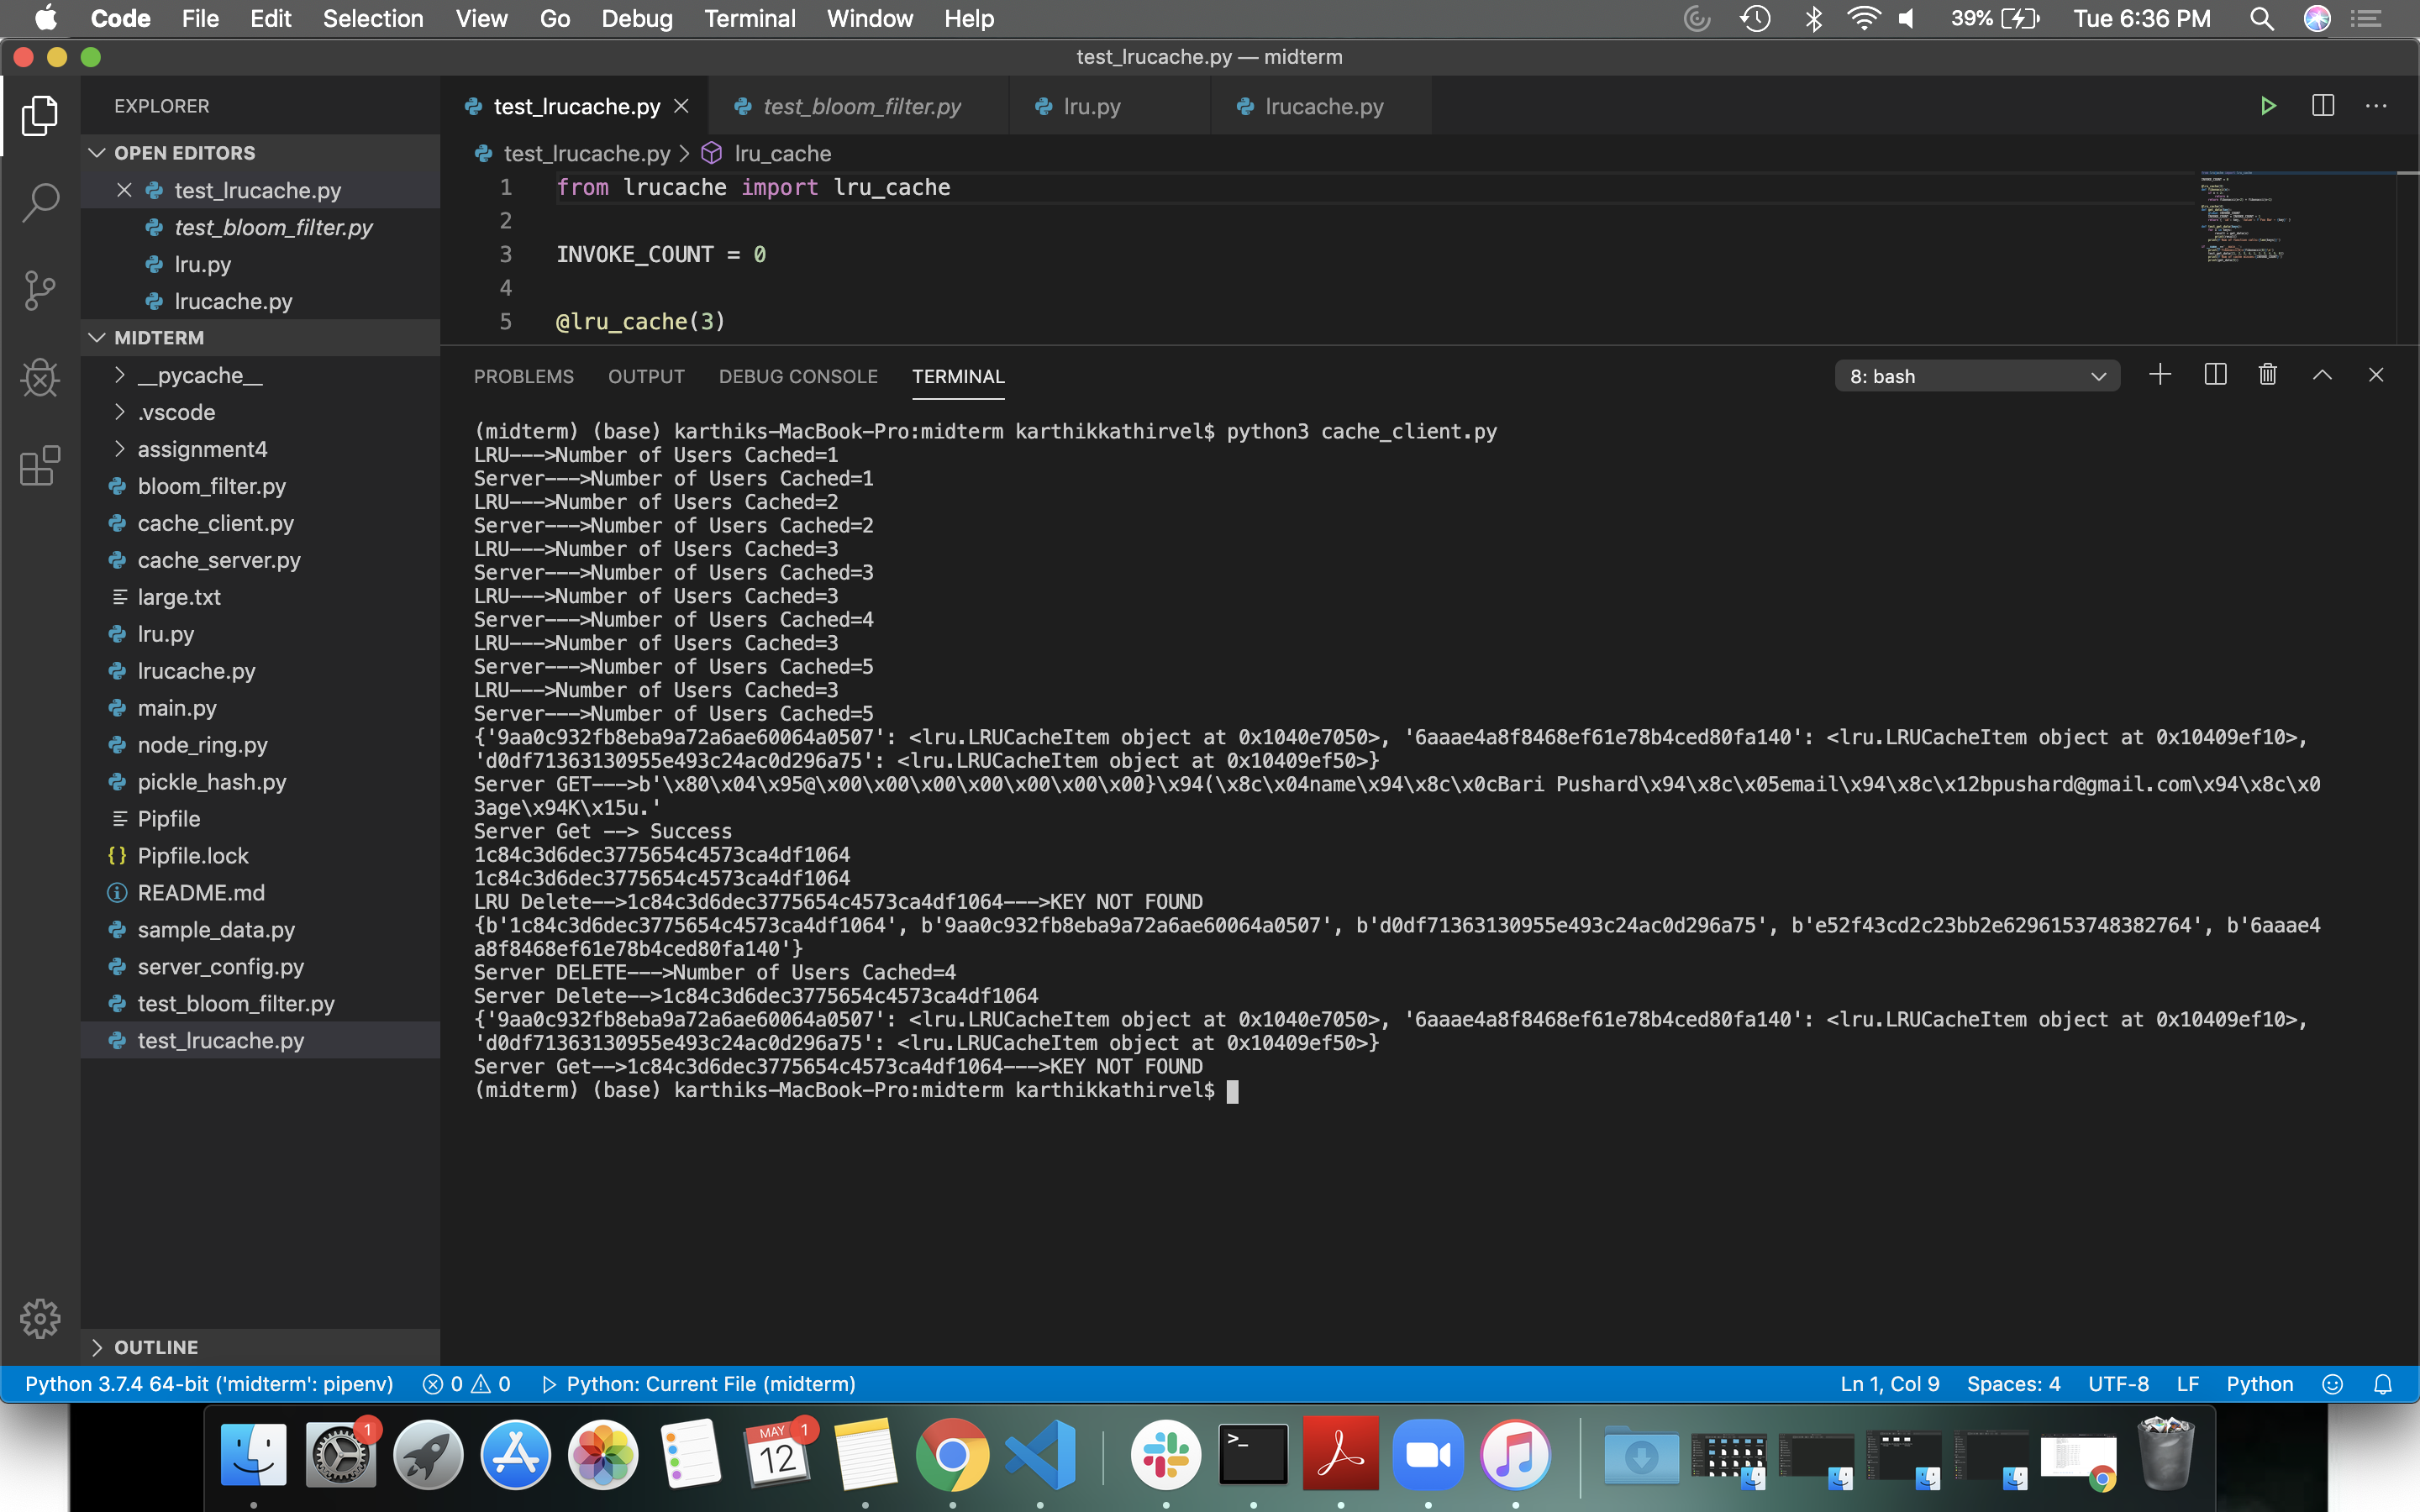 Code File Edit Selection View Go Debug Terminal Window Help 39% Tue 6:36 PM
test_lrucache.py — midterm
EXPLORER
OPEN EDITORS
test_lrucache.py
test_bloom_filter.py
lru.py
lrucache.py
MIDTERM
__pycache__
.vscode
assignment4
bloom_filter.py
cache_client.py
cache_server.py
large.txt
lru.py
lrucache.py
main.py
node_ring.py
pickle_hash.py
Pipfile
Pipfile.lock
README.md
sample_data.py
server_config.py
test_bloom_filter.py
test_lrucache.py
OUTLINE
test_lrucache.py test_bloom_filter.py lru.py lrucache.py
test_lrucache.py > lru_cache
1 from lrucache import lru_cache
2
3 INVOKE_COUNT = 0
4
5 @lru_cache(3)
PROBLEMS OUTPUT DEBUG CONSOLE TERMINAL 8: bash
(midterm) (base) karthiks-MacBook-Pro:midterm karthikkathirvel$ python3 cache_client.py
LRU--->Number of Users Cached=1
Server--->Number of Users Cached=1
LRU--->Number of Users Cached=2
Server--->Number of Users Cached=2
LRU--->Number of Users Cached=3
Server--->Number of Users Cached=3
LRU--->Number of Users Cached=3
Server--->Number of Users Cached=4
LRU--->Number of Users Cached=3
Server--->Number of Users Cached=5
LRU--->Number of Users Cached=3
Server--->Number of Users Cached=5
{'9aa0c932fb8eba9a72a6ae60064a0507': <lru.LRUCacheItem object at 0x1040e7050>, '6aaae4a8f8468ef61e78b4ced80fa140': <lru.LRUCacheItem object at 0x10409ef10>,
'd0df71363130955e493c24ac0d296a75': <lru.LRUCacheItem object at 0x10409ef50>}
Server GET--->b'\x80\x04\x95@\x00\x00\x00\x00\x00\x00\x00}\x94(\x8c\x04name\x94\x8c\x0cBari Pushard\x94\x8c\x05email\x94\x8c\x12bpushard@gmail.com\x94\x8c\x0
3age\x94K\x15u.'
Server Get --> Success
1c84c3d6dec3775654c4573ca4df1064
1c84c3d6dec3775654c4573ca4df1064
LRU Delete-->1c84c3d6dec3775654c4573ca4df1064--->KEY NOT FOUND
{b'1c84c3d6dec3775654c4573ca4df1064', b'9aa0c932fb8eba9a72a6ae60064a0507', b'd0df71363130955e493c24ac0d296a75', b'e52f43cd2c23bb2e6296153748382764', b'6aaae4
a8f8468ef61e78b4ced80fa140'}
Server DELETE--->Number of Users Cached=4
Server Delete-->1c84c3d6dec3775654c4573ca4df1064
{'9aa0c932fb8eba9a72a6ae60064a0507': <lru.LRUCacheItem object at 0x1040e7050>, '6aaae4a8f8468ef61e78b4ced80fa140': <lru.LRUCacheItem object at 0x10409ef10>,
'd0df71363130955e493c24ac0d296a75': <lru.LRUCacheItem object at 0x10409ef50>}
Server Get-->1c84c3d6dec3775654c4573ca4df1064--->KEY NOT FOUND
(midterm) (base) karthiks-MacBook-Pro:midterm karthikkathirvel$
Python 3.7.4 64-bit ('midterm': pipenv) 0 0 Python: Current File (midterm) Ln 1, Col 9 Spaces: 4 UTF-8 LF Python
1 MAY 12 1 >_